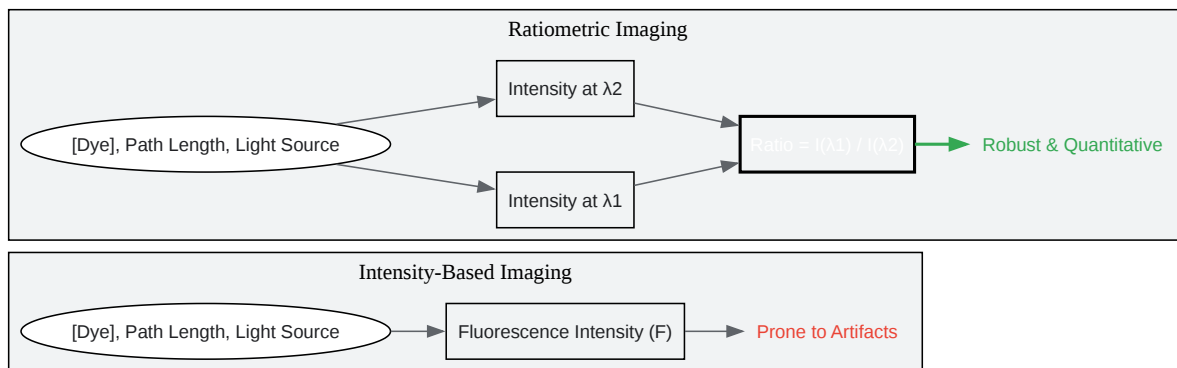 Ratiometric Imaging
Intensity at λ2
[Dye], Path Length, Light Source
Ratio = I(λ1) / I(λ2)
Robust & Quantitative
Intensity at λ1
Intensity-Based Imaging
[Dye], Path Length, Light Source
Fluorescence Intensity (F)
Prone to Artifacts